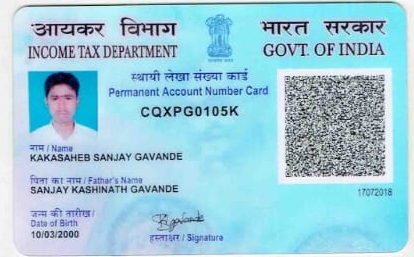 आयकर विभाग
INCOME TAX DEPARTMENT
भारत सरकार
GOVT. OF INDIA
स्थायी लेखा संख्या कार्ड
Permanent Account Number Card
CQXPG0105K
नाम / Name
KAKASAHEB SANJAY GAVANDE
पिता का नाम / Father's Name
SANJAY KASHINATH GAVANDE
जन्म की तारीख /
Date of Birth
10/03/2000
हस्ताक्षर / Signature
17072018